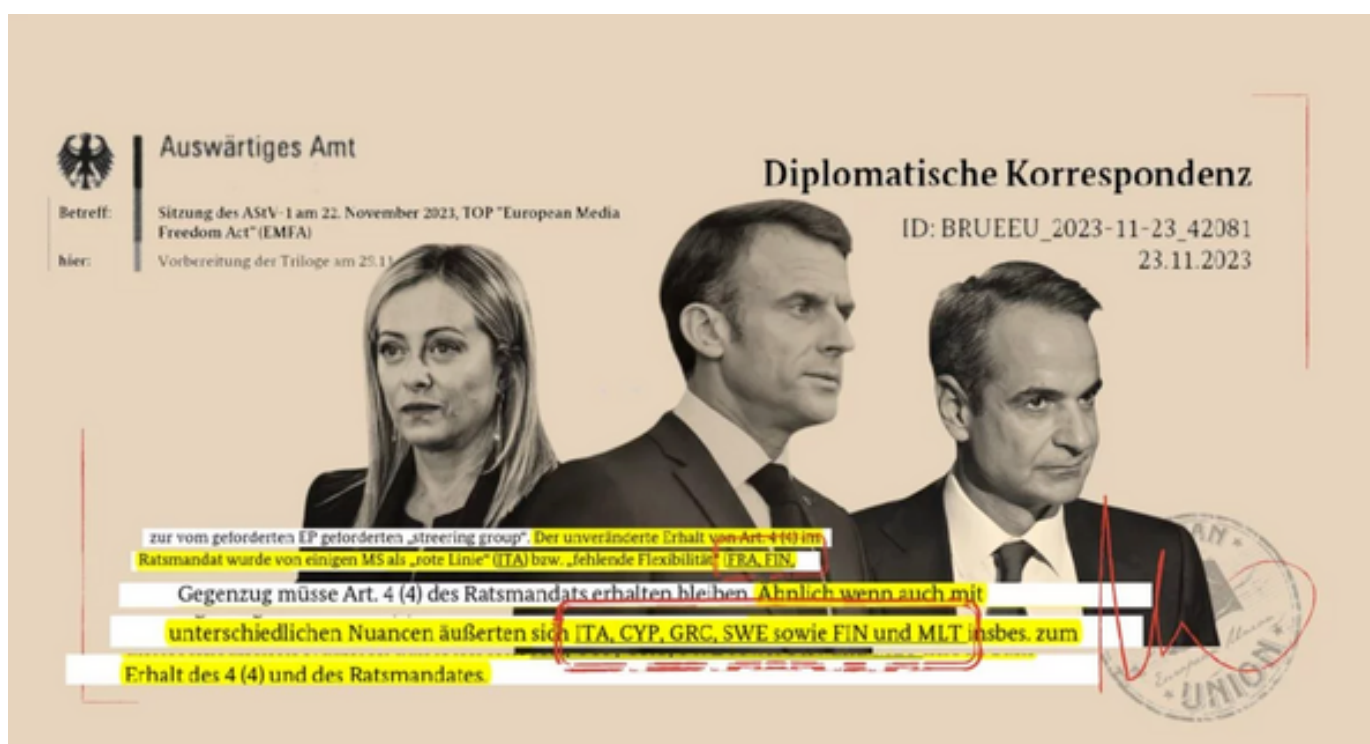 Auswärtiges Amt
Betreff:
Sitzung des AStV-1 am 22. November 2023, TOP "European Media
Freedom Act" (EMFA)
hier:
Vorbereitung der Triloge am
Diplomatische Korrespondenz
ID: BRUEEU_2023-11-23_42081
23.11.2023
zur vom geforderten EP geforderten „streering group". Der unveränderte Erhalt von Art. 4 (4) im
Ratsmandat wurde von einigen MS als „rote Linie" (ITA) bzw. „fehlende Flexibilität" (FRA, FIN,
Gegenzug müsse Art. 4 (4) des Ratsmandats erhalten bleiben. Ähnlich wenn auch mit
unterschiedlichen Nuancen äußerten sich ITA, CYP, GRC, SWE sowie FIN und MLT insbes. zum
Erhalt des 4 (4) und des Ratsmandates.
UNION